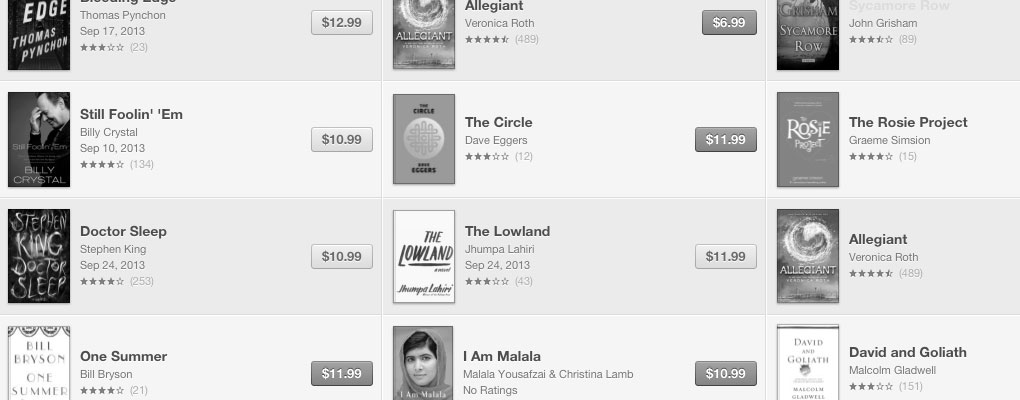 Bleeding Edge
Thomas Pynchon
Sep 17, 2013
(23)
$12.99
EDGE
THOMAS
PYNCHON
Allegiant
Veronica Roth
(489)
$6.99
ALLEGIANT
VERONICA ROTH
Sycamore Row
John Grisham
(89)
GRISHAM
SYCAMORE
ROW
Still Foolin' 'Em
Billy Crystal
Sep 10, 2013
(134)
$10.99
Still Foolin' 'Em
BILLY
CRYSTAL
The Circle
Dave Eggers
(12)
$11.99
THE
CIRCLE
DAVE
EGGERS
The Rosie Project
Graeme Simsion
(15)
The
ROSIE
PROJECT
graeme simsion
Doctor Sleep
Stephen King
Sep 24, 2013
(253)
$10.99
STEPHEN
KING
DOCTOR
SLEEP
The Lowland
Jhumpa Lahiri
Sep 24, 2013
(43)
$11.99
THE
LOWLAND
a novel
Jhumpa Lahiri
Allegiant
Veronica Roth
(489)
ALLEGIANT
VERONICA ROTH
One Summer
Bill Bryson
(21)
$11.99
BILL
BRYSON
ONE
SUMMER
I Am Malala
Malala Yousafzai & Christina Lamb
No Ratings
$10.99
I Am Malala
David and Goliath
Malcolm Gladwell
(151)
DAVID
AND
GOLIATH
MALCOLM
GLADWELL